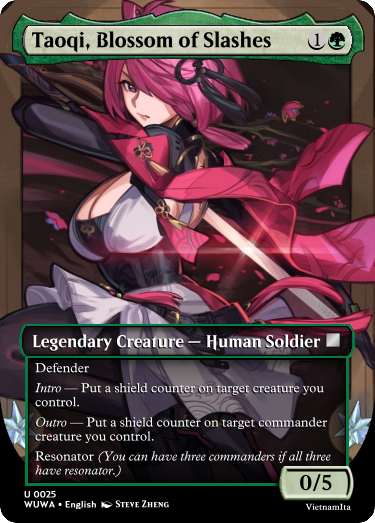 Taoqi, Blossom of Slashes 1
Legendary Creature — Human Soldier
Defender
Intro — Put a shield counter on target creature you
control.
Outro — Put a shield counter on target commander
creature you control.
Resonator (You can have three commanders if all three
have resonator.)
0/5
U 0025
WUWA • English Steve Zheng
VietnamIta